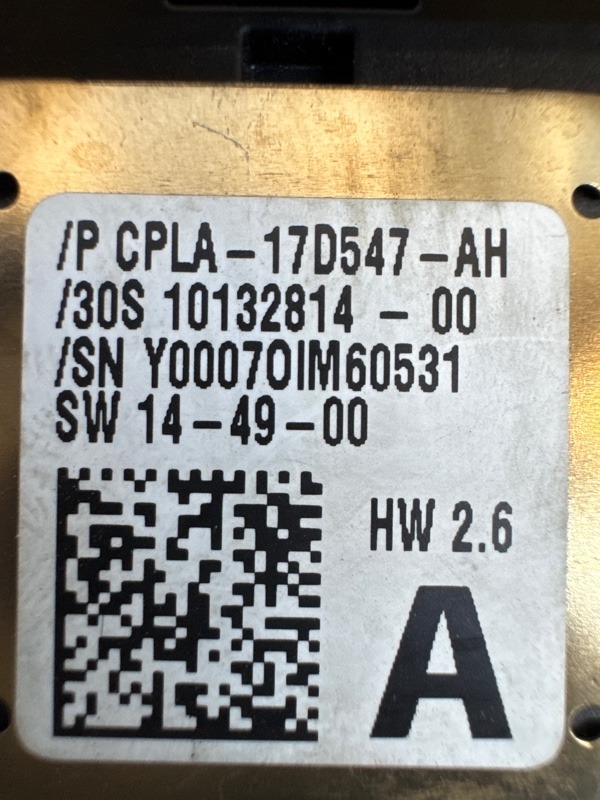 /P CPLA-17D547-AH
/30S 10132814 - 00
/SN Y0007OIM60531
SW 14-49-00
HW 2.6
A